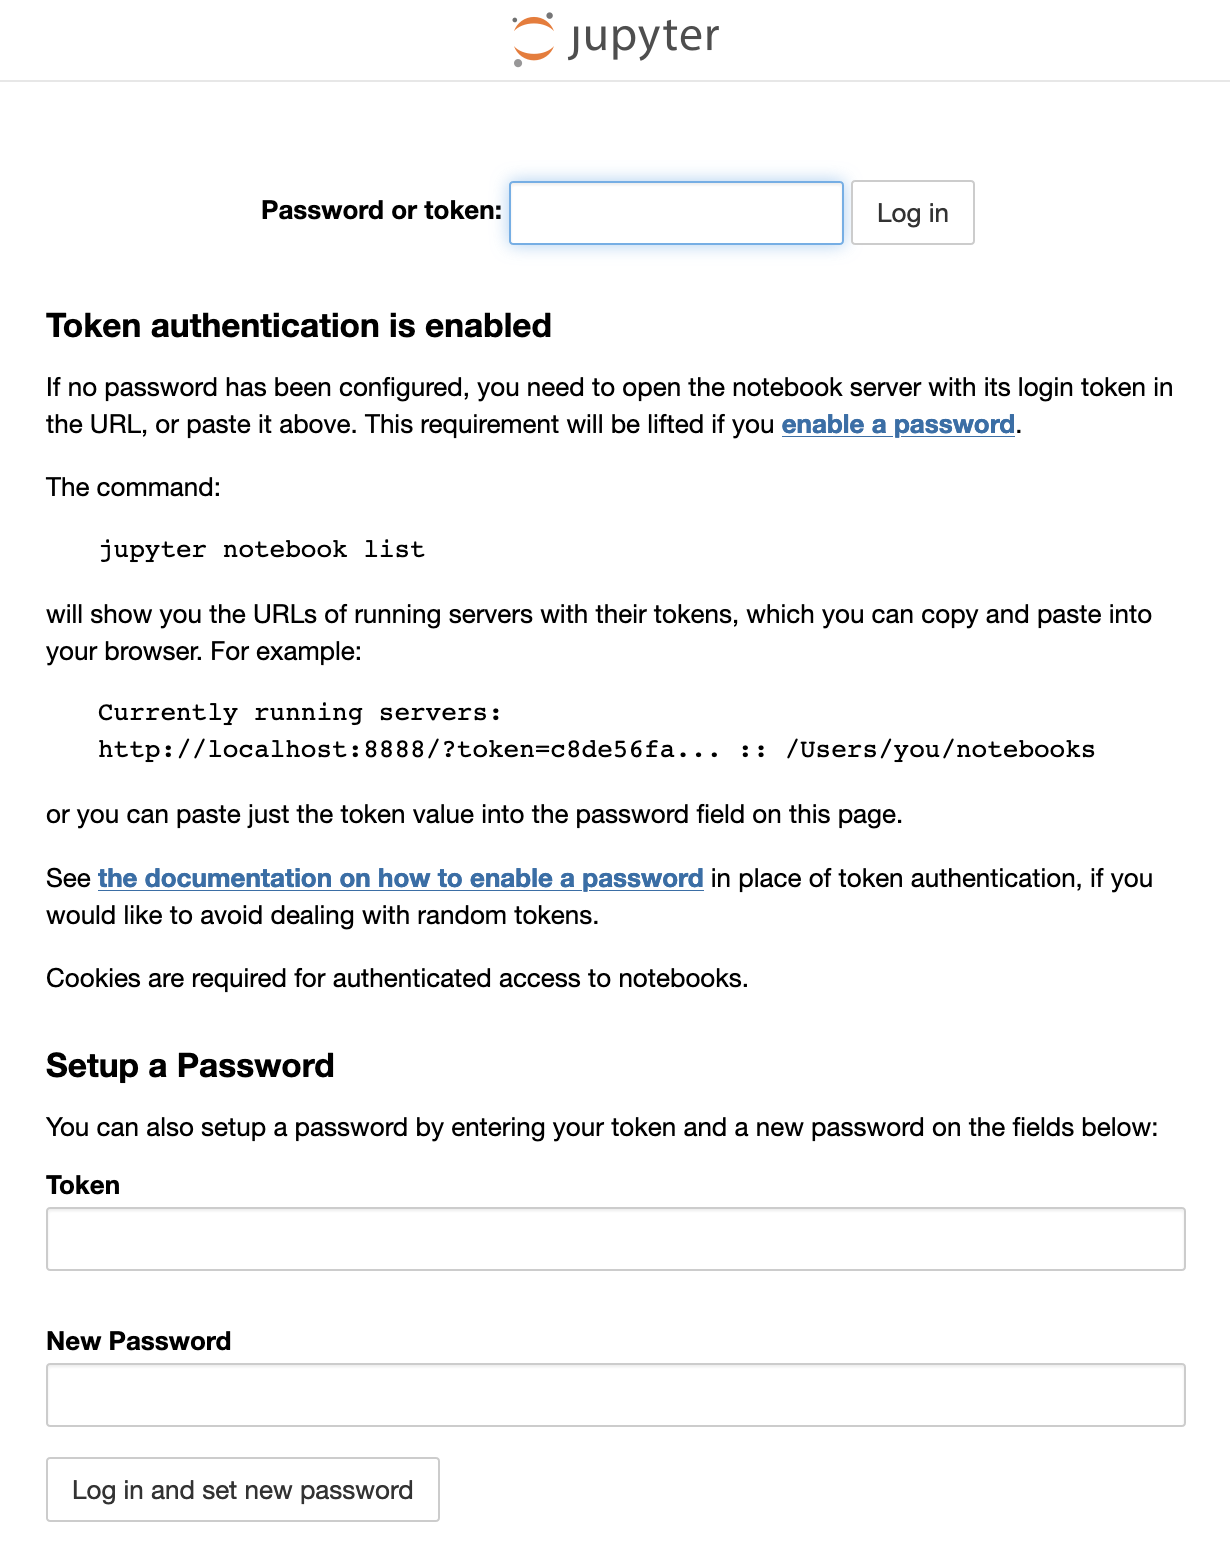 jupyter
Password or token:
Log in
Token authentication is enabled
If no password has been configured, you need to open the notebook server with its login token in
the URL, or paste it above. This requirement will be lifted if you enable a password.
The command:
jupyter notebook list
will show you the URLs of running servers with their tokens, which you can copy and paste into
your browser. For example:
Currently running servers:
http://localhost:8888/?token=c8de56fa... :: /Users/you/notebooks
or you can paste just the token value into the password field on this page.
See the documentation on how to enable a password in place of token authentication, if you
would like to avoid dealing with random tokens.
Cookies are required for authenticated access to notebooks.
Setup a Password
You can also setup a password by entering your token and a new password on the fields below:
Token
New Password
Log in and set new password